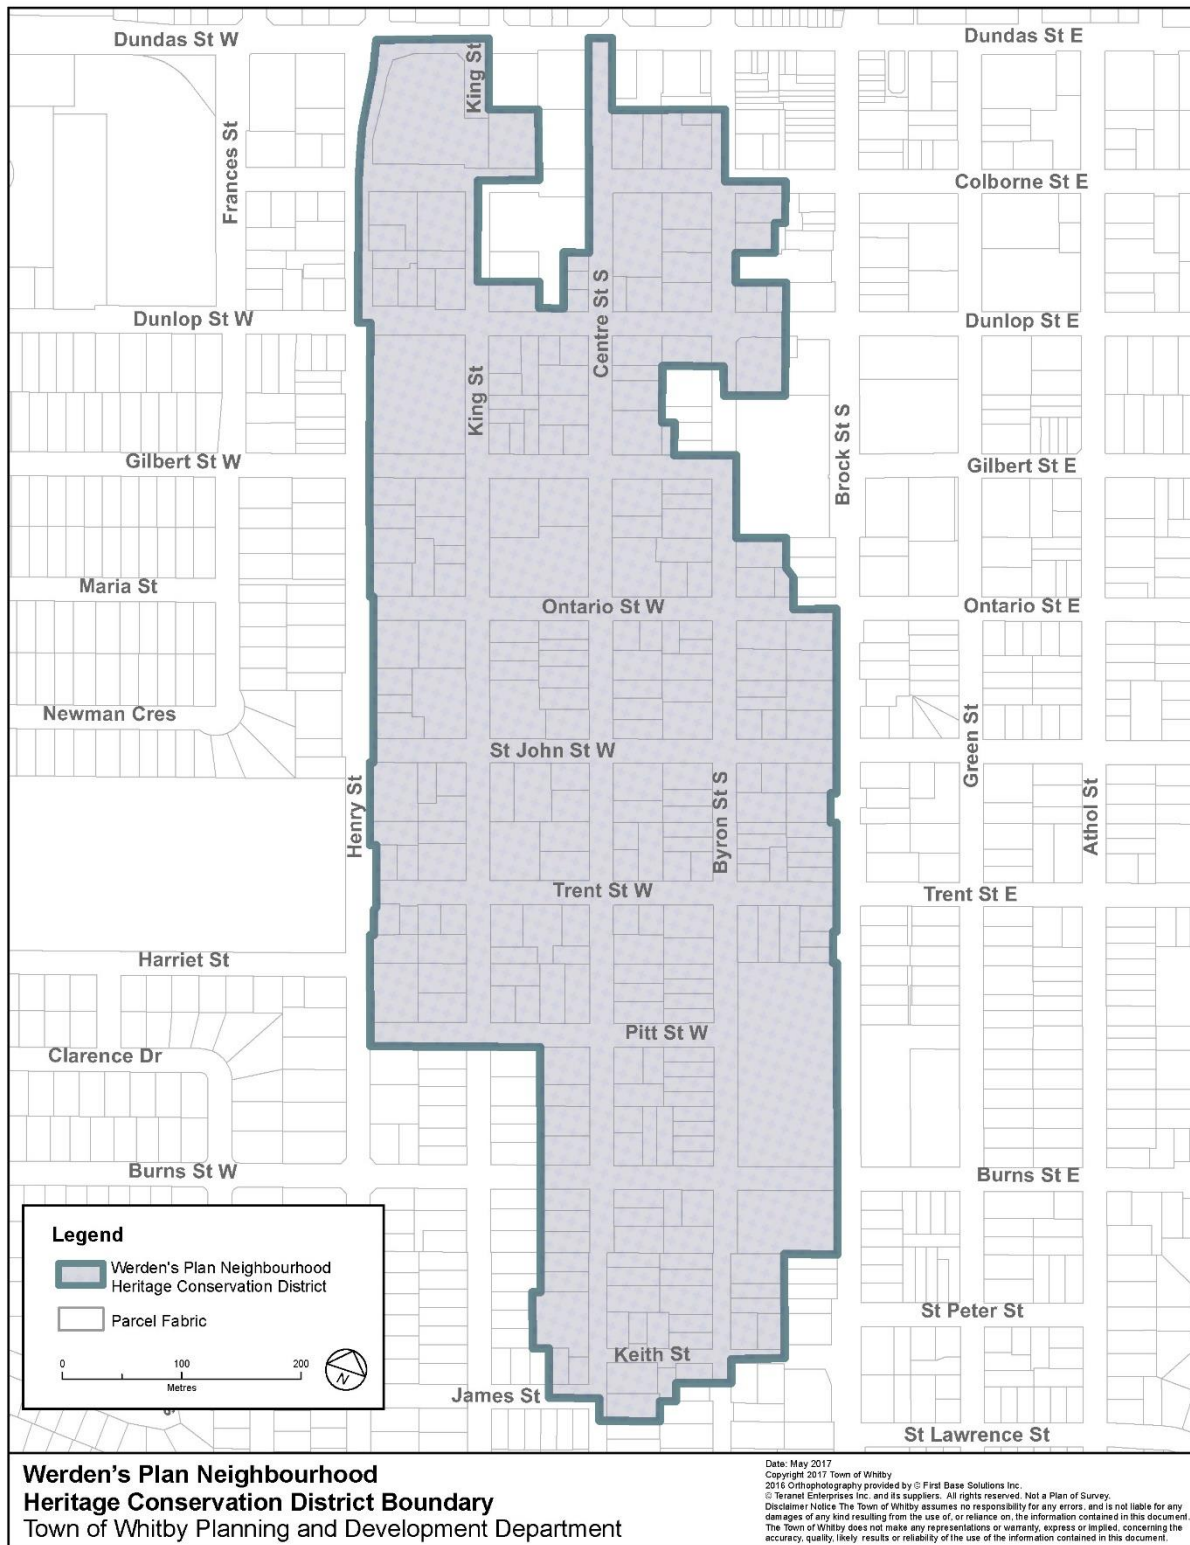 Dundas St W
Dundas St E
King St
Frances St
Colborne St E
Centre St S
Dunlop St W
Dunlop St E
King St
Brock St S
Gilbert St W
Gilbert St E
Maria St
Ontario St W
Ontario St E
Newman Cres
Green St
St John St W
Henry St
Byron St S
Athol St
Trent St W
Trent St E
Harriet St
Pitt St W
Clarence Dr
Burns St W
Burns St E
Legend
Werden's Plan Neighbourhood
Heritage Conservation District
Parcel Fabric
0 100 200
Metres
N
St Peter St
Keith St
James St
St Lawrence St
Werden's Plan Neighbourhood
Heritage Conservation District Boundary
Town of Whitby Planning and Development Department
Date: May 2017
Copyright 2017 Town of Whitby
2016 Orthophotography provided by © First Base Solutions Inc.
© Teranet Enterprises Inc. and its suppliers. All rights reserved. Not a Plan of Survey.
Disclaimer Notice The Town of Whitby assumes no responsibility for any errors, and is not liable for any
damages of any kind resulting from the use of, or reliance on, the information contained in this document.
The Town of Whitby does not make any representations or warranty, express or implied, concerning the
accuracy, quality, likely results or reliability of the use of the information contained in this document.